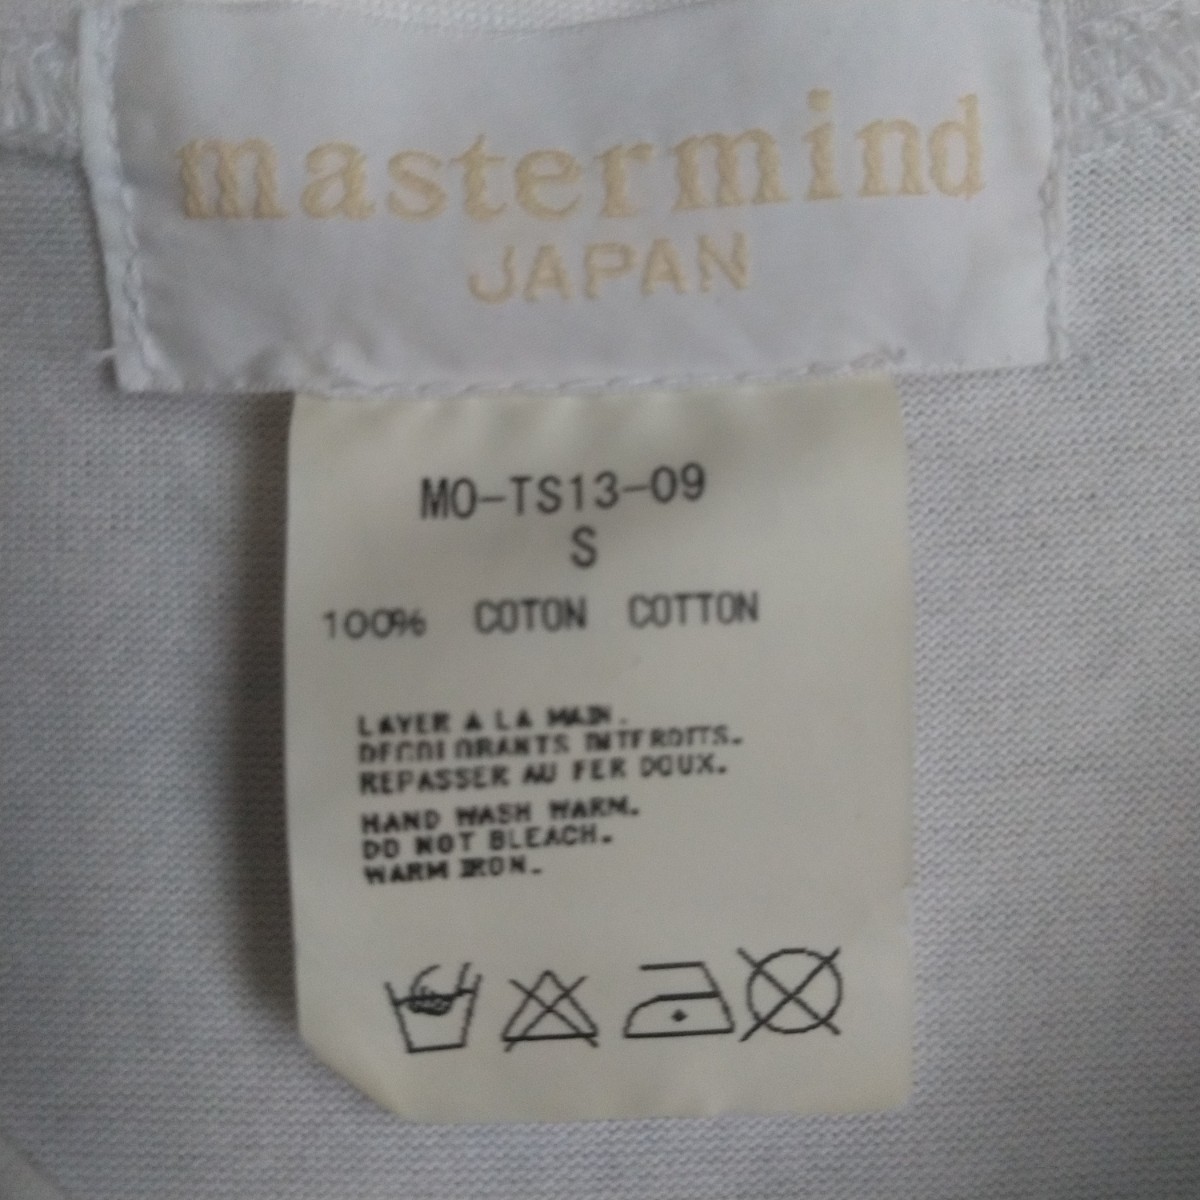 mastermind
JAPAN
MO-TS13-09
S
100% COTON COTTON
LAVER A LA MAIN.
DECOLORANTS INTERDITS.
REPASSER AU FER DOUX.
HAND WASH WARM.
DO NOT BLEACH.
WARM IRON.